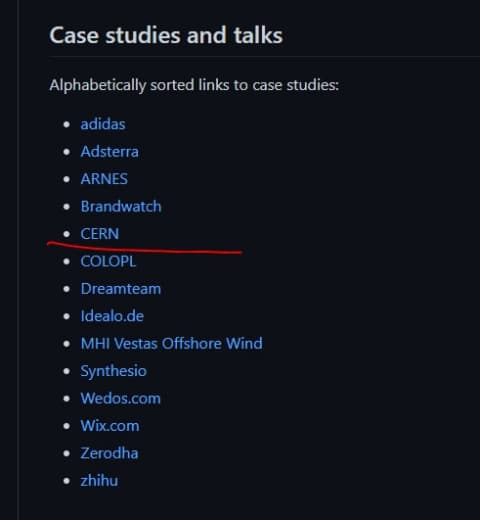 Case studies and talks
Alphabetically sorted links to case studies:
adidas
Adsterra
ARNES
Brandwatch
CERN
COLOPL
Dreamteam
Idealo.de
MHI Vestas Offshore Wind
Synthesio
Wedos.com
Wix.com
Zerodha
zhihu